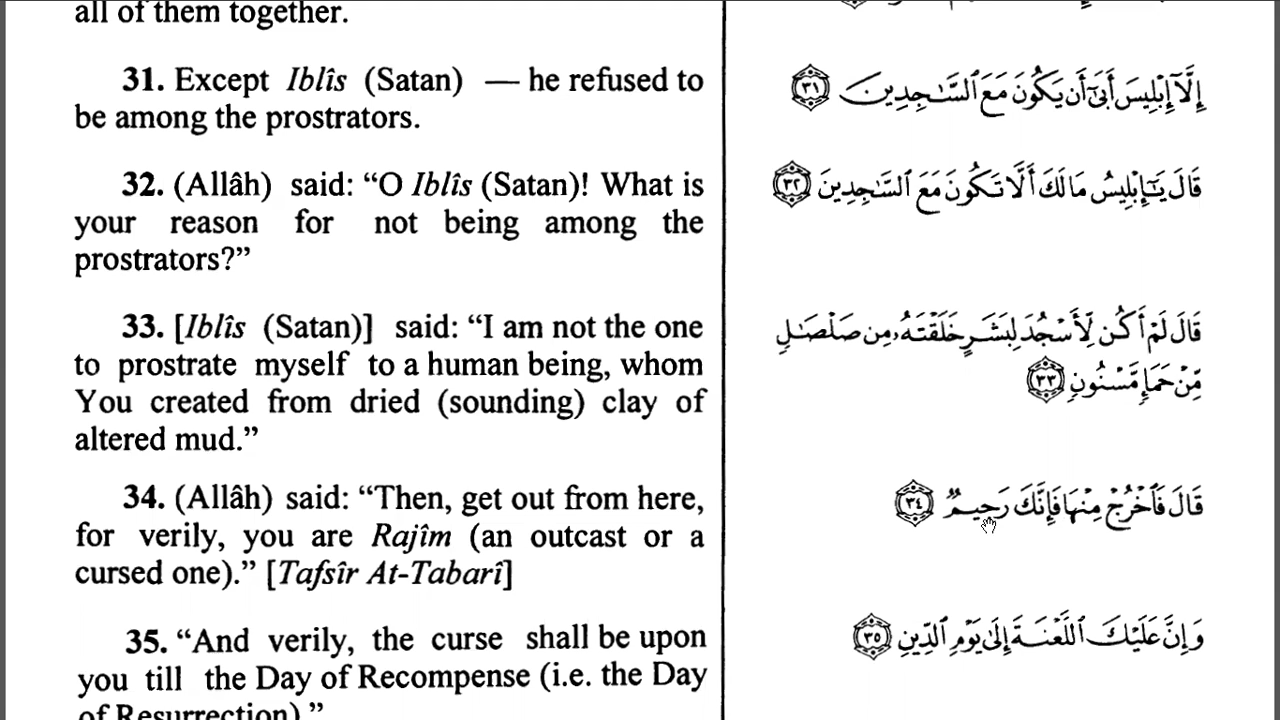 all of them together.
31. Except Iblîs (Satan) — he refused to
be among the prostrators.
32. (Allâh) said: “O Iblîs (Satan)! What is
your reason for not being among the
prostrators?”
33. [Iblîs (Satan)] said: “I am not the one
to prostrate myself to a human being, whom
You created from dried (sounding) clay of
altered mud.”
34. (Allâh) said: “Then, get out from here,
for verily, you are Rajîm (an outcast or a
cursed one).” [Tafsîr At-Tabarî]
35. “And verily, the curse shall be upon
you till the Day of Recompense (i.e. the Day
of Resurrection).”
إِلَّآ إِبْلِيسَ أَبَىٰٓ أَن يَكُونَ مَعَ ٱلسَّـٰجِدِينَ ٣١
قَالَ يَـٰٓإِبْلِيسُ مَا لَكَ أَلَّا تَكُونَ مَعَ ٱلسَّـٰجِدِينَ ٣٢
قَالَ لَمْ أَكُن لِّأَسْجُدَ لِبَشَرٍ خَلَقْتَهُۥ مِن صَلْصَـٰلٍ
مِّنْ حَمَإٍ مَّسْنُونٍ ٣٣
قَالَ فَٱخْرُجْ مِنْهَا فَإِنَّكَ رَجِيمٌ ٣٤
وَإِنَّ عَلَيْكَ ٱللَّعْنَةَ إِلَىٰ يَوْمِ ٱلدِّينِ ٣٥